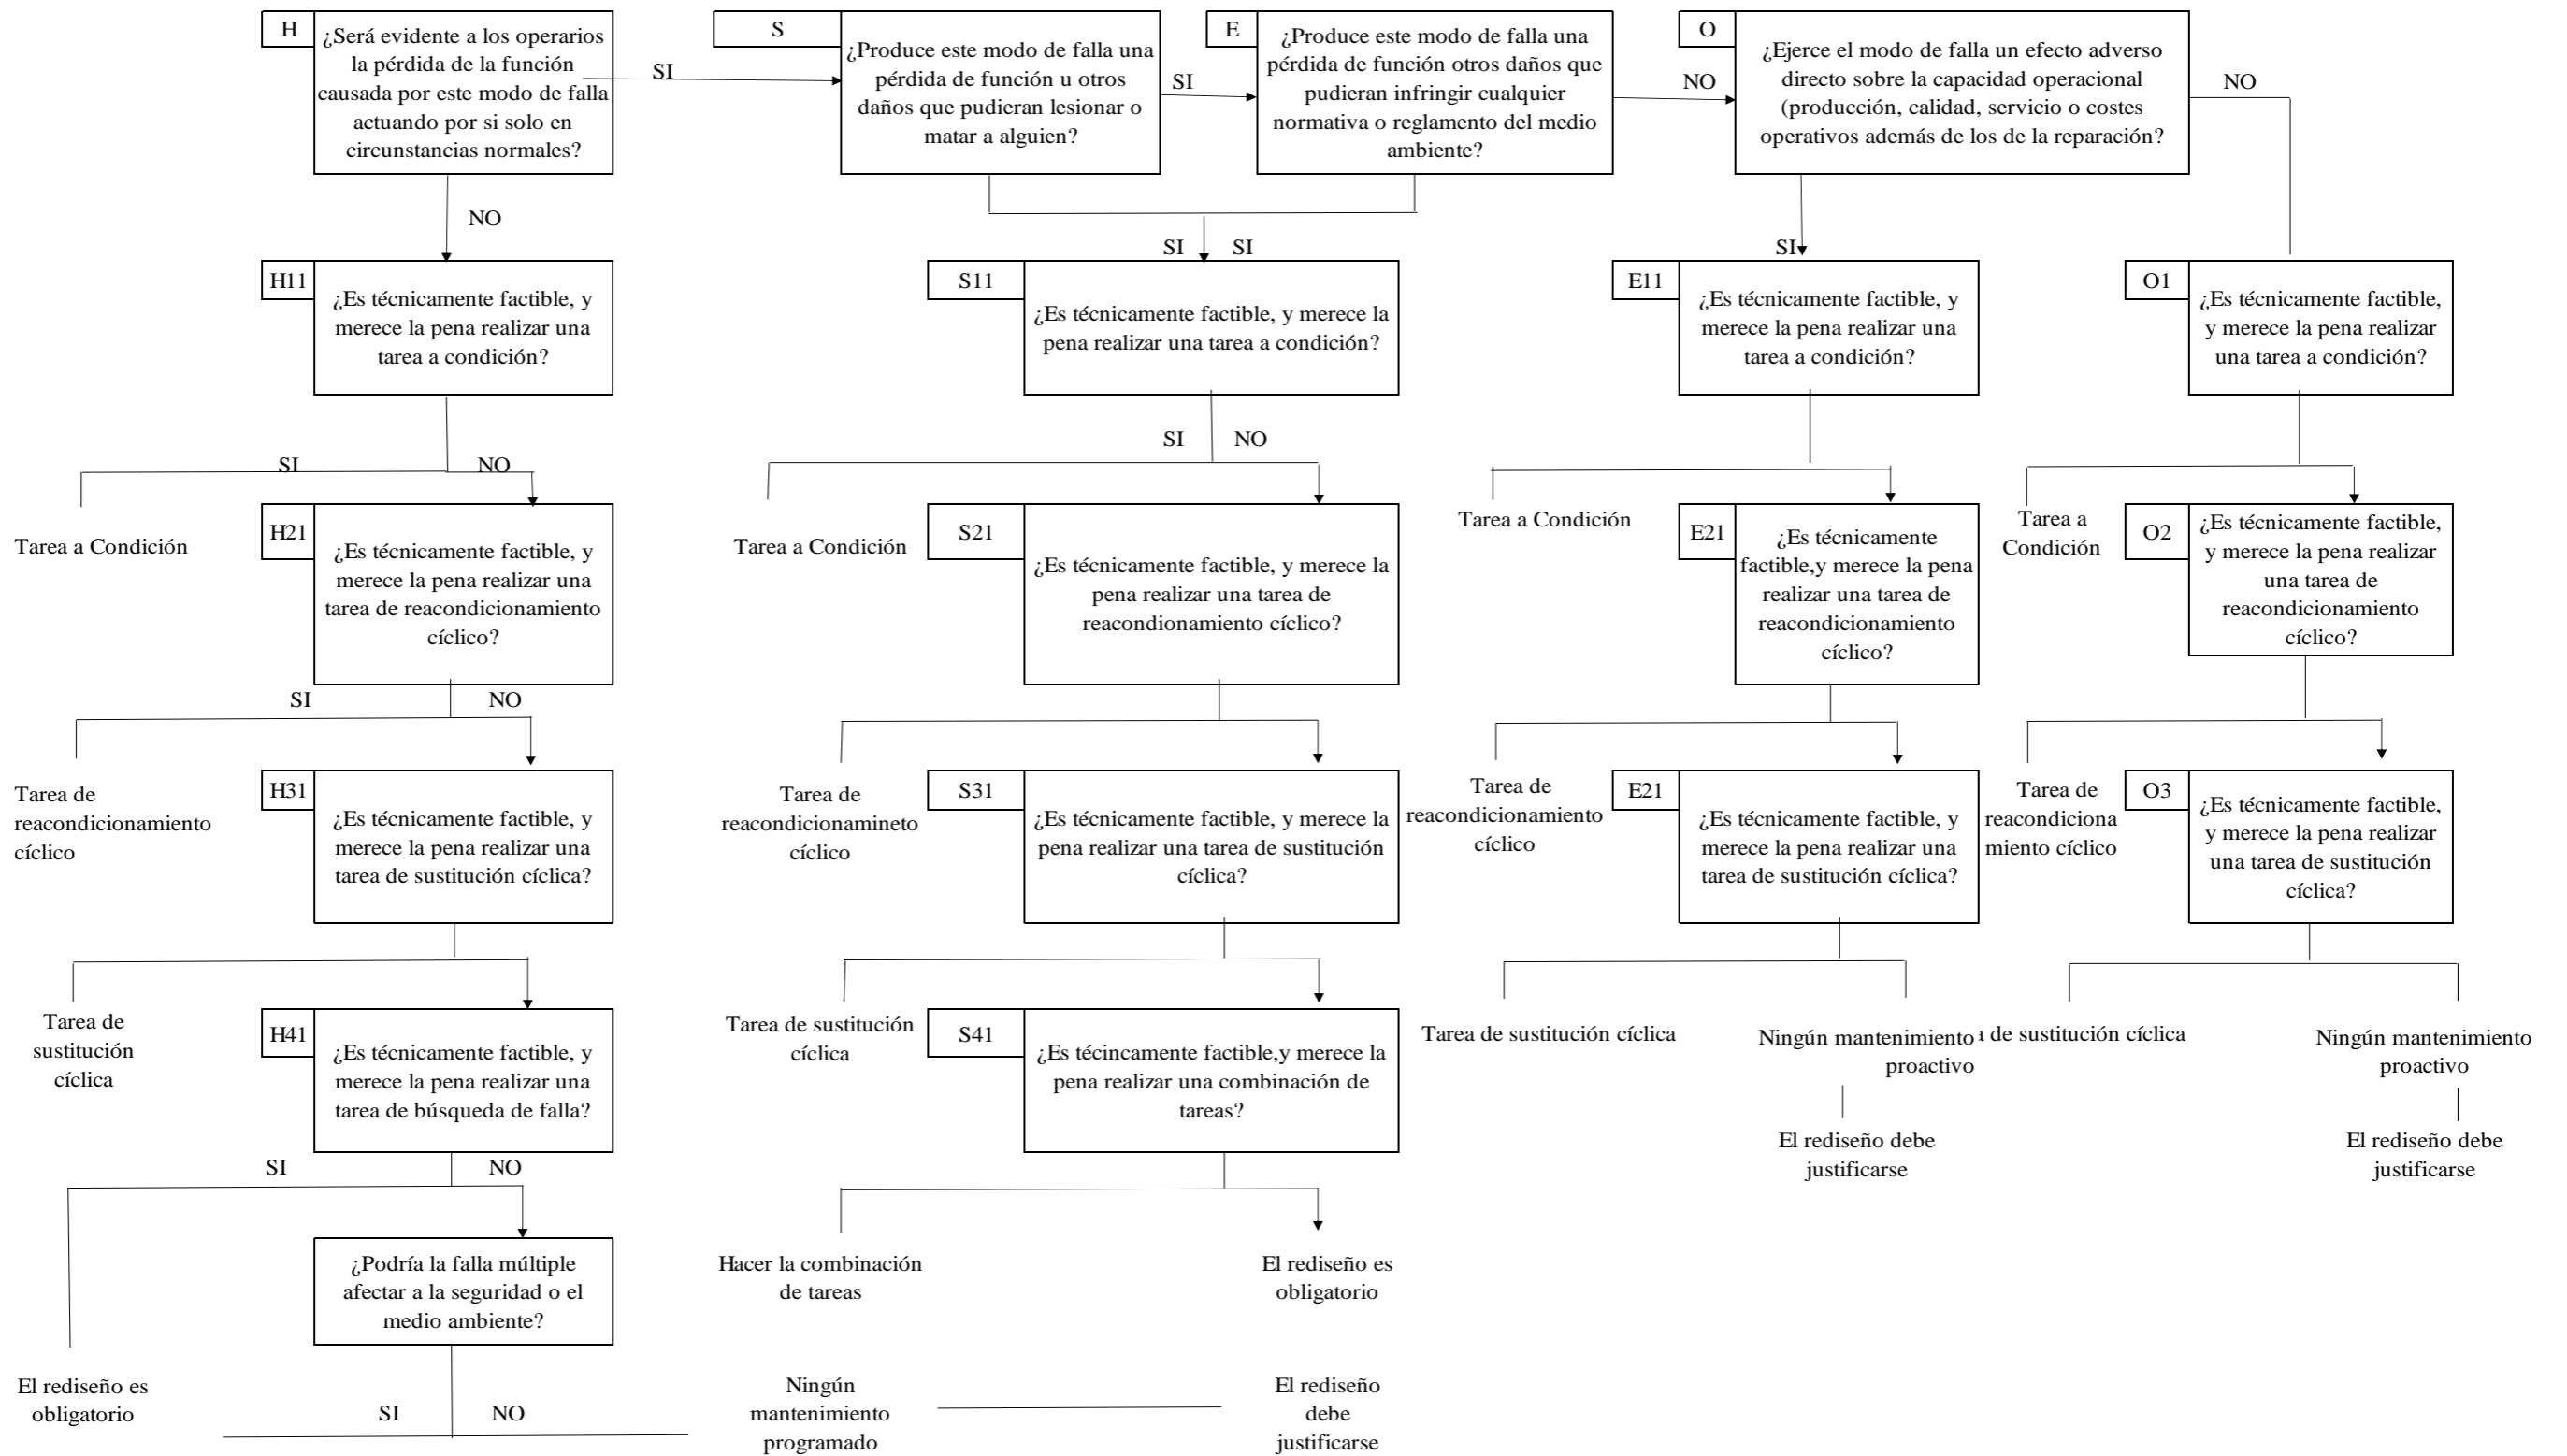 H
¿Será evidente a los operarios
la pérdida de la función
causada por este modo de falla
actuando por si solo en
circunstancias normales?
SI
S
¿Produce este modo de falla una
pérdida de función u otros
daños que pudieran lesionar o
matar a alguien?
SI
E
¿Produce este modo de falla una
pérdida de función otros daños que
pudieran infringir cualquier
normativa o reglamento del medio
ambiente?
NO
O
¿Ejerce el modo de falla un efecto adverso
directo sobre la capacidad operacional
(producción, calidad, servicio o costes
operativos además de los de la reparación?
NO
NO
SI SI
SI
H11
¿Es técnicamente factible, y
merece la pena realizar una
tarea a condición?
S11
¿Es técnicamente factible, y merece la
pena realizar una tarea a condición?
E11
¿Es técnicamente factible, y
merece la pena realizar una
tarea a condición?
O1
¿Es técnicamente factible,
y merece la pena realizar
una tarea a condición?
SI NO
SI NO
Tarea a Condición
H21
¿Es técnicamente factible, y
merece la pena realizar una
tarea de reacondicionamiento
cíclico?
Tarea a Condición
S21
¿Es técnicamente factible, y merece la
pena realizar una tarea de
reacondionamiento cíclico?
Tarea a Condición
E21
¿Es técnicamente
factible,y merece la pena
realizar una tarea de
reacondicionamiento
cíclico?
Tarea a
Condición
O2
¿Es técnicamente factible,
y merece la pena realizar
una tarea de
reacondicionamiento
cíclico?
SI NO
Tarea de
reacondicionamiento
cíclico
H31
¿Es técnicamente factible, y
merece la pena realizar una
tarea de sustitución cíclica?
Tarea de
reacondicionamineto
cíclico
S31
¿Es técnicamente factible, y merece la
pena realizar una tarea de sustitución
cíclica?
Tarea de
reacondicionamiento
cíclico
E21
¿Es técnicamente factible, y
merece la pena realizar una
tarea de sustitución cíclica?
Tarea de
reacondiciona
miento cíclico
O3
¿Es técnicamente factible,
y merece la pena realizar
una tarea de sustitución
cíclica?
Tarea de
sustitución
cíclica
H41
¿Es técnicamente factible, y
merece la pena realizar una
tarea de búsqueda de falla?
Tarea de sustitución
cíclica
S41
¿Es técincamente factible,y merece la
pena realizar una combinación de
tareas?
Tarea de sustitución cíclica
Ningún mantenimiento
proactivo
El rediseño debe
justificarse
de sustitución cíclica
Ningún mantenimiento
proactivo
El rediseño debe
justificarse
SI NO
¿Podría la falla múltiple
afectar a la seguridad o el
medio ambiente?
Hacer la combinación
de tareas
El rediseño es
obligatorio
El rediseño es
obligatorio
SI NO
Ningún
mantenimiento
programado
El rediseño
debe
justificarse